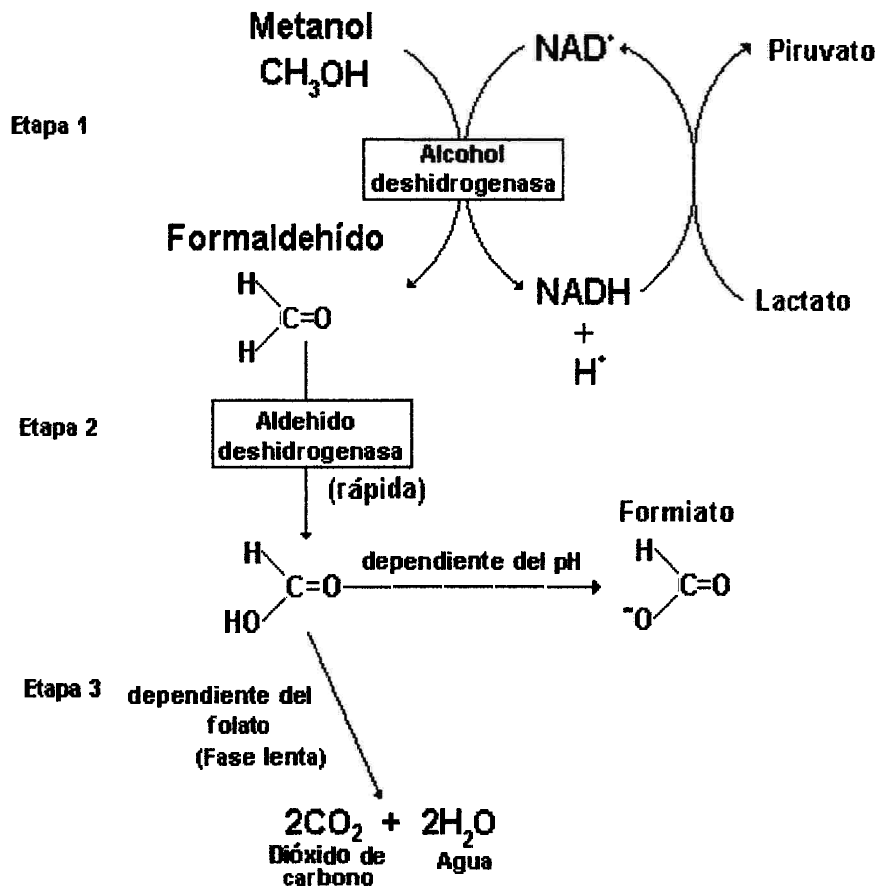 Metanol
CH₃OH
NAD⁺
Piruvato
Etapa 1
Alcohol
deshidrogenasa
Formaldehído
H
C=O
H
NADH
+
H⁺
Lactato
Etapa 2
Aldehido
deshidrogenasa
(rápida)
H
C=O
HO
dependiente del pH
Formiato
H
C=O
⁻O
Etapa 3
dependiente del
folato
(Fase lenta)
2CO₂ + 2H₂O
Dióxido de
carbono
Agua